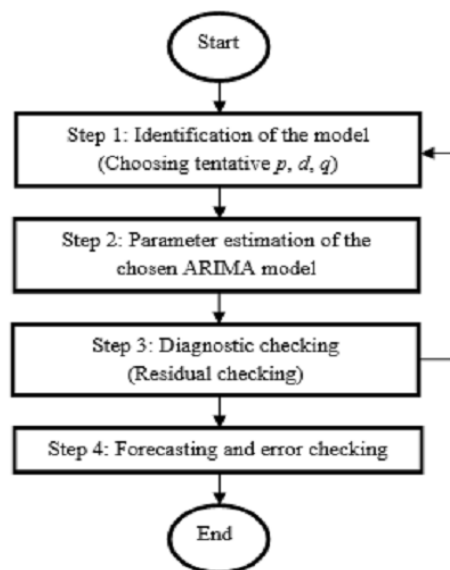 Start
Step 1: Identification of the model
(Choosing tentative p, d, q)
Step 2: Parameter estimation of the
chosen ARIMA model
Step 3: Diagnostic checking
(Residual checking)
Step 4: Forecasting and error checking
End